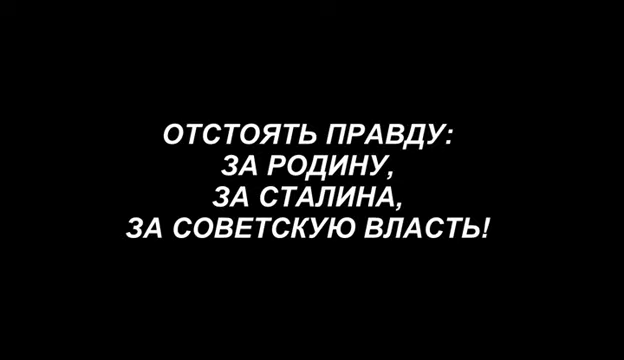 ОТСТОЯТЬ ПРАВДУ:
ЗА РОДИНУ,
ЗА СТАЛИНА,
ЗА СОВЕТСКУЮ ВЛАСТЬ!